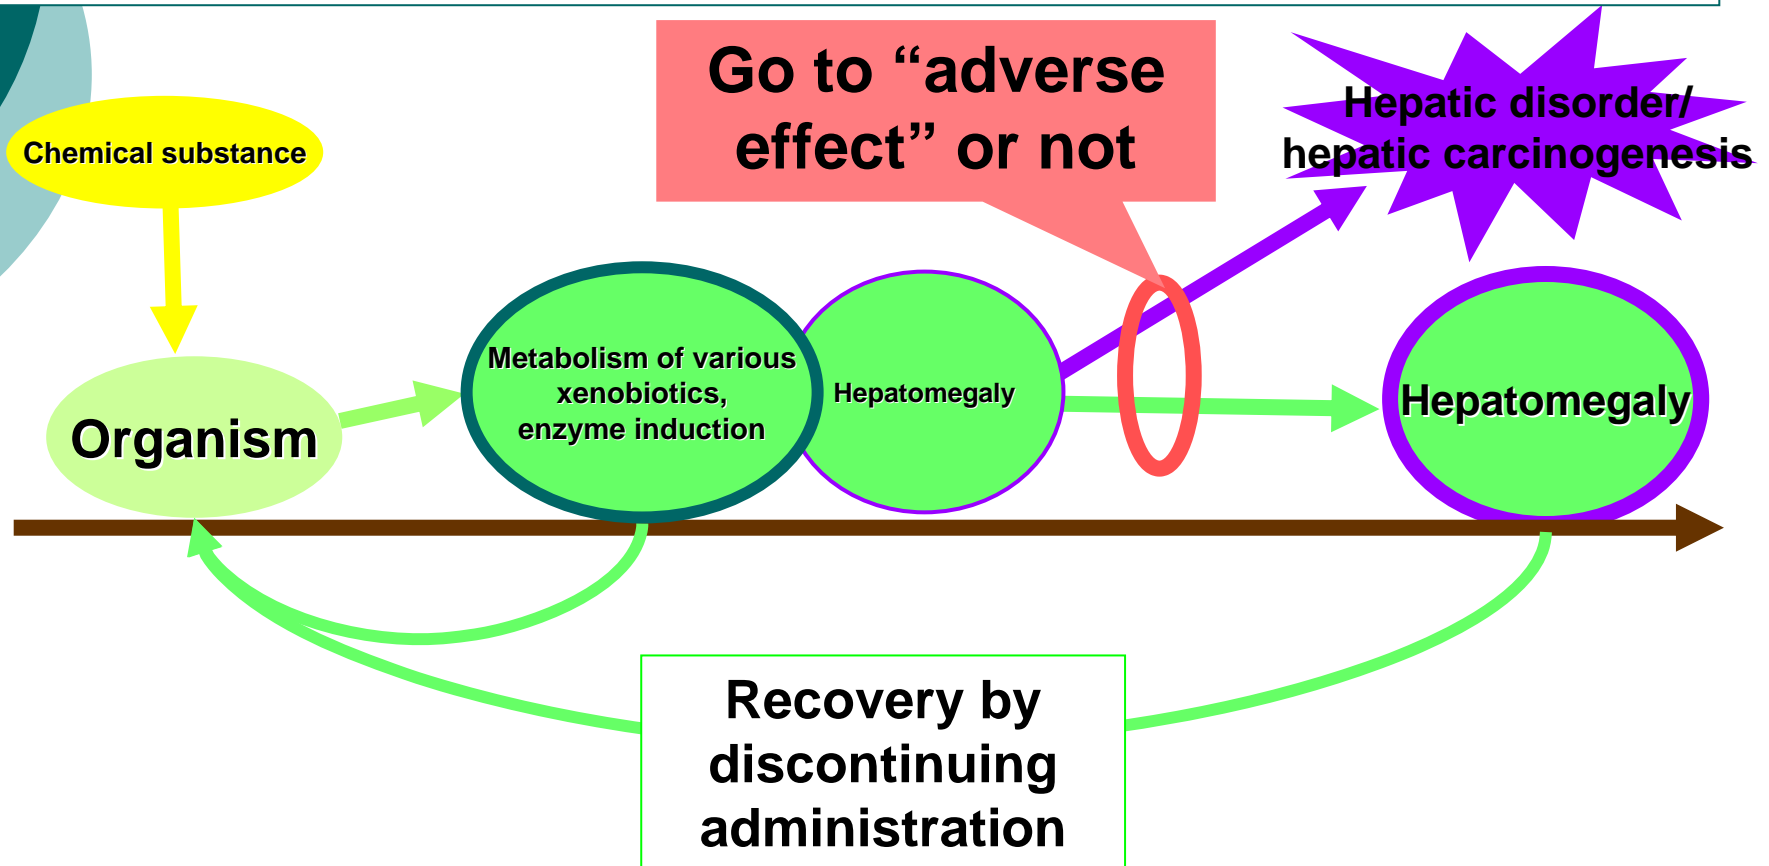 Go to “adverse
effect” or not
Hepatic disorder/
hepatic carcinogenesis
Chemical substance
Metabolism of various
xenobiotics,
enzyme induction
Hepatomegaly
Hepatomegaly
Organism
Recovery by
discontinuing
administration